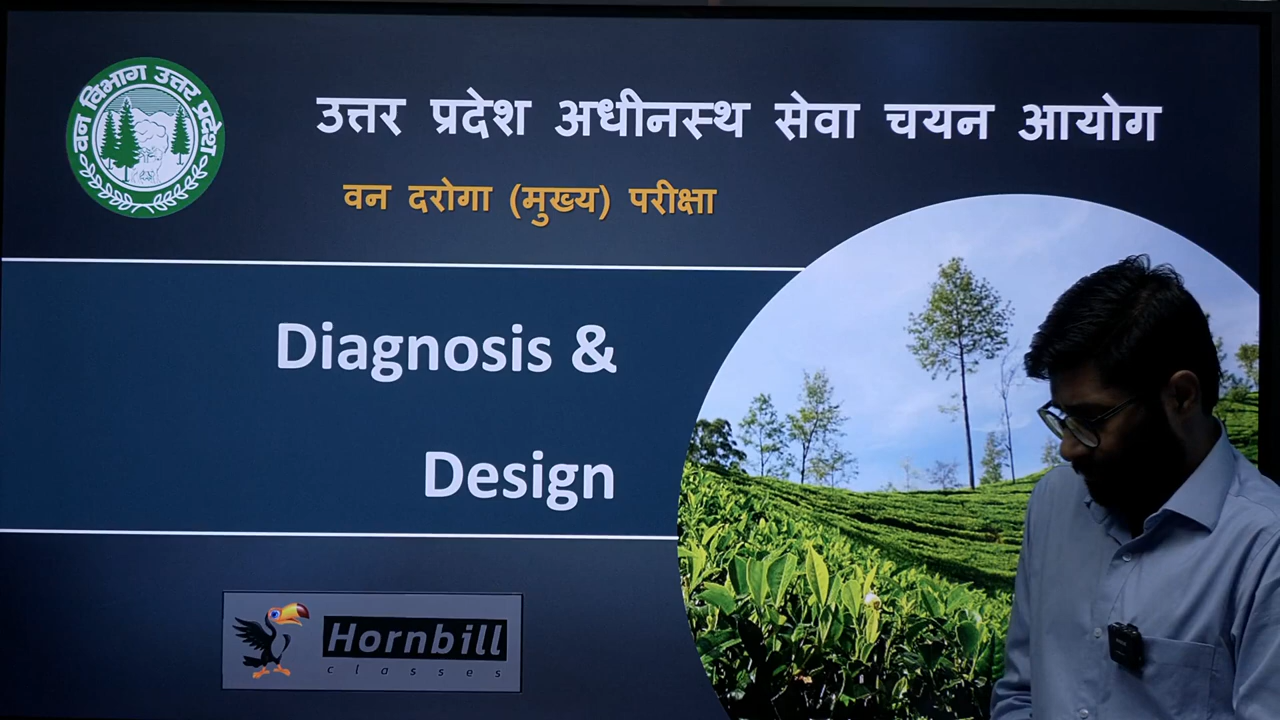 वन विभाग उत्तर प्रदेश
उत्तर प्रदेश अधीनस्थ सेवा चयन आयोग
वन दरोगा (मुख्य) परीक्षा
Diagnosis &
Design
Hornbill
classes